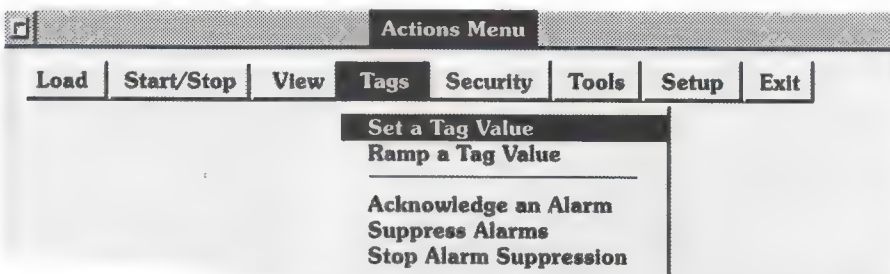 Actions Menu
Load Start/Stop View Tags Security Tools Setup Exit
Set a Tag Value
Ramp a Tag Value
Acknowledge an Alarm
Suppress Alarms
Stop Alarm Suppression